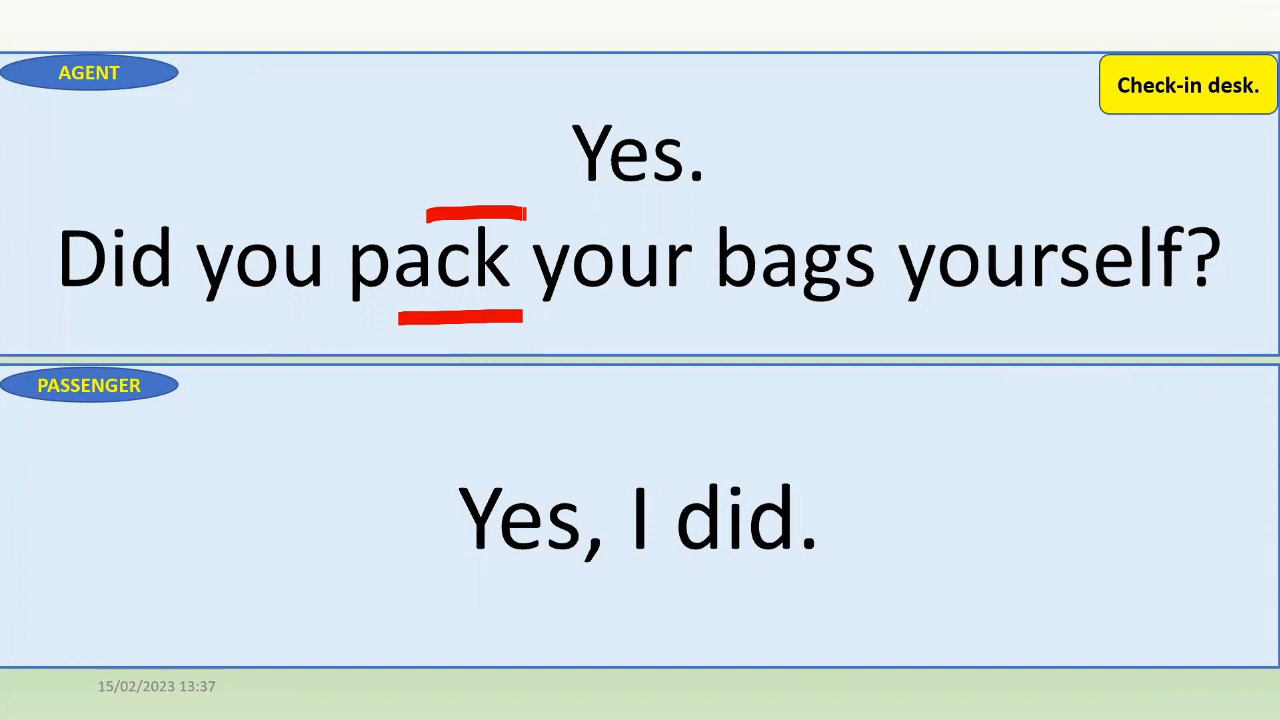 AGENT
Check-in desk.
Yes.
Did you pack your bags yourself?
PASSENGER
Yes, I did.
15/02/2023 13:37